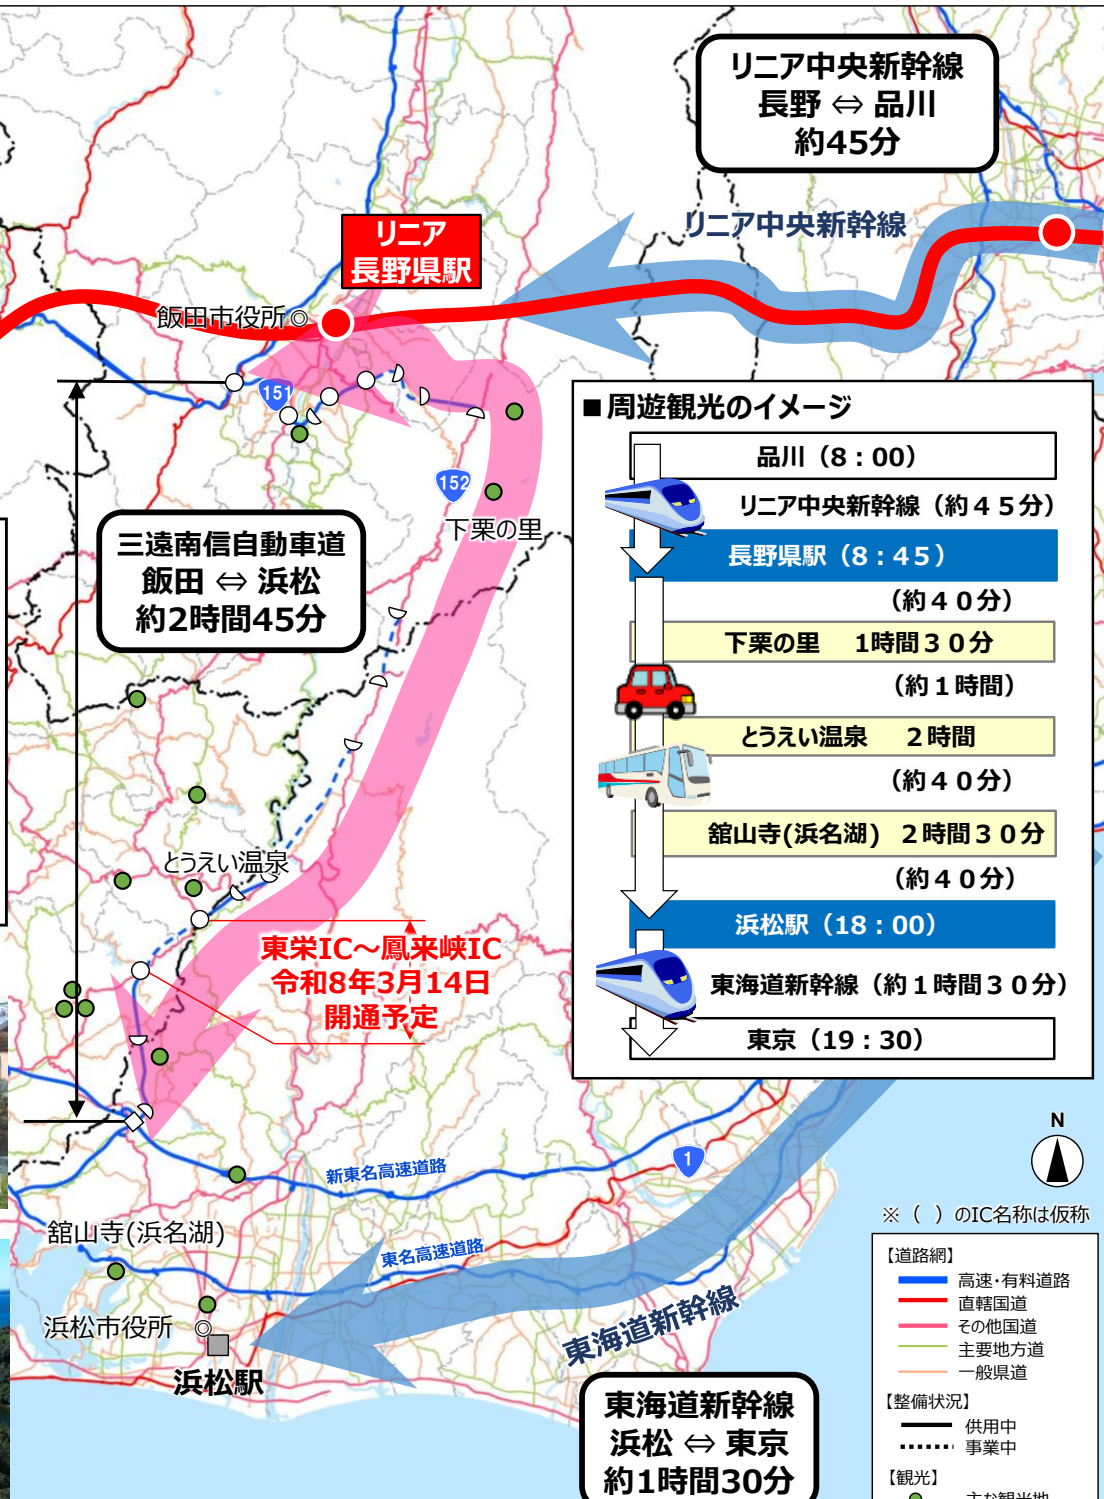 リニア中央新幹線
長野 ⇔ 品川
約45分
リニア中央新幹線
リニア
長野県駅
飯田市役所
151
152
下栗の里
三遠南信自動車道
飯田 ⇔ 浜松
約2時間45分
■周遊観光のイメージ
品川（8：00）
リニア中央新幹線（約４５分）
長野県駅（8：45）
（約４０分）
下栗の里　1時間３０分
（約１時間）
とうえい温泉　２時間
（約４０分）
舘山寺(浜名湖)　２時間３０分
（約４０分）
浜松駅（18：00）
東海道新幹線（約１時間３０分）
東京（19：30）
とうえい温泉
東栄IC～鳳来峡IC
令和8年3月14日
開通予定
新東名高速道路
1
舘山寺(浜名湖)
東名高速道路
浜松市役所
浜松駅
東海道新幹線
東海道新幹線
浜松 ⇔ 東京
約1時間30分
N
※（　）のIC名称は仮称
【道路網】
高速・有料道路
直轄国道
その他国道
主要地方道
一般県道
【整備状況】
供用中
事業中
【観光】
主な観光地